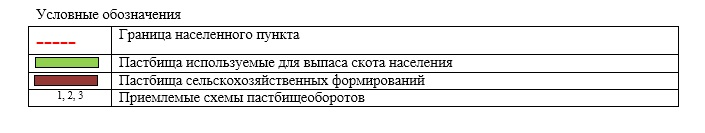 Условные обозначения
Граница населенного пункта
Пастбища используемые для выпаса скота населения
Пастбища сельскохозяйственных формирований
1, 2, 3 Приемлемые схемы пастбищеоборотов